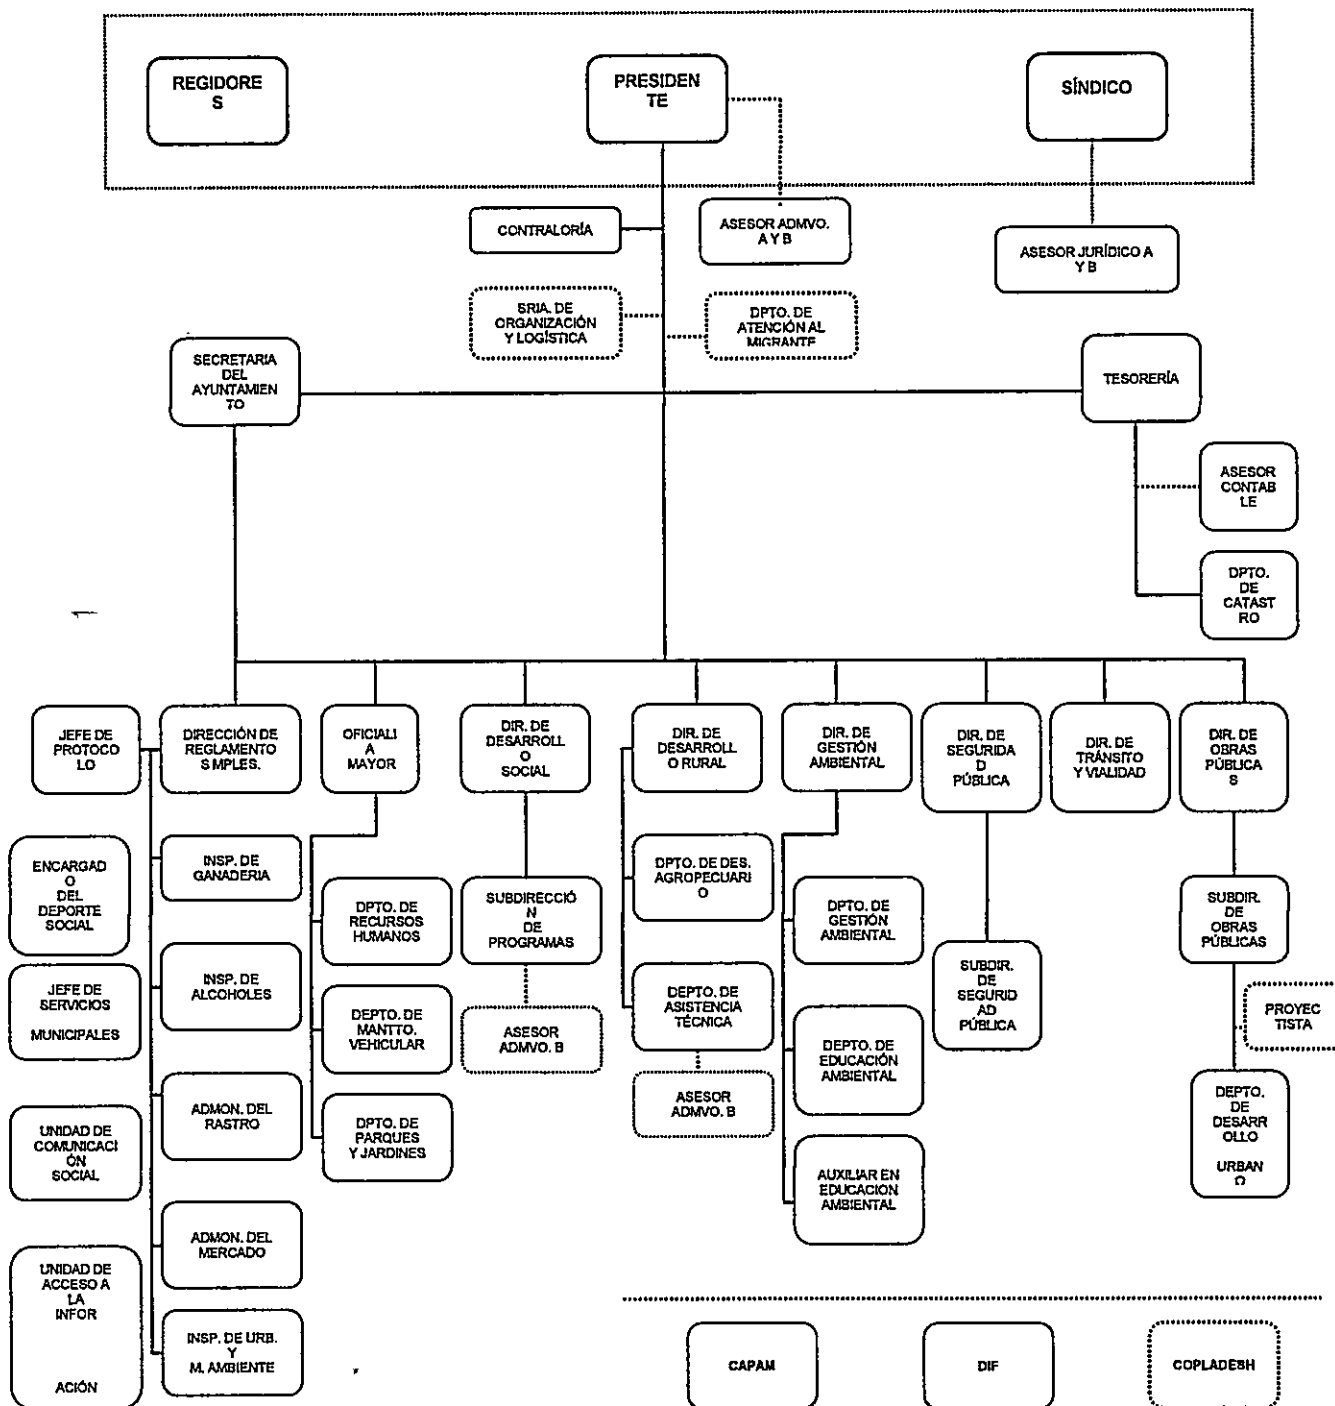 REGIDORE
S
PRESIDEN
TE
SÍNDICO
CONTRALORÍA
ASESOR ADMVO.
A Y B
ASESOR JURÍDICO A
Y B
SRIA. DE
ORGANIZACIÓN
Y LOGÍSTICA
DPTO. DE
ATENCIÓN AL
MIGRANTE
SECRETARIA
DEL
AYUNTAMIEN
TO
TESORERÍA
ASESOR
CONTAB
LE
DPTO.
DE
CATAST
RO
JEFE DE
PROTOCO
LO
DIRECCIÓN DE
REGLAMENTO
S MPLES.
OFICIALI
A
MAYOR
DIR. DE
DESARROLL
O
SOCIAL
DIR. DE
DESARROLL
O RURAL
DIR. DE
GESTIÓN
AMBIENTAL
DIR. DE
SEGURIDA
D
PÚBLICA
DIR. DE
TRÁNSITO
Y VIALIDAD
DIR. DE
OBRAS
PÚBLICA
S
ENCARGAD
O
DEL
DEPORTE
SOCIAL
INSP. DE
GANADERIA
DPTO. DE
RECURSOS
HUMANOS
SUBDIRECCIÓ
N
DE
PROGRAMAS
DPTO. DE DES.
AGROPECUARI
O
DPTO. DE
GESTIÓN
AMBIENTAL
SUBDIR.
DE
OBRAS
PÚBLICAS
JEFE DE
SERVICIOS
MUNICIPALES
INSP. DE
ALCOHOLES
DEPTO. DE
MANTTO.
VEHICULAR
ASESOR
ADMVO. B
DEPTO. DE
ASISTENCIA
TÉCNICA
SUBDIR.
DE
SEGURID
AD
PÚBLICA
PROYEC
TISTA
DEPTO. DE
EDUCACIÓN
AMBIENTAL
ASESOR
ADMVO. B
DEPTO.
DE
DESARR
OLLO
URBAN
O
UNIDAD DE
COMUNICACI
ÓN
SOCIAL
ADMON. DEL
RASTRO
DPTO. DE
PARQUES
Y JARDINES
AUXILIAR EN
EDUCACION
AMBIENTAL
ADMON. DEL
MERCADO
UNIDAD DE
ACCESO A
LA
INFOR
ACIÓN
INSP. DE URB.
Y
M. AMBIENTE
CAPAM
DIF
COPLADESH